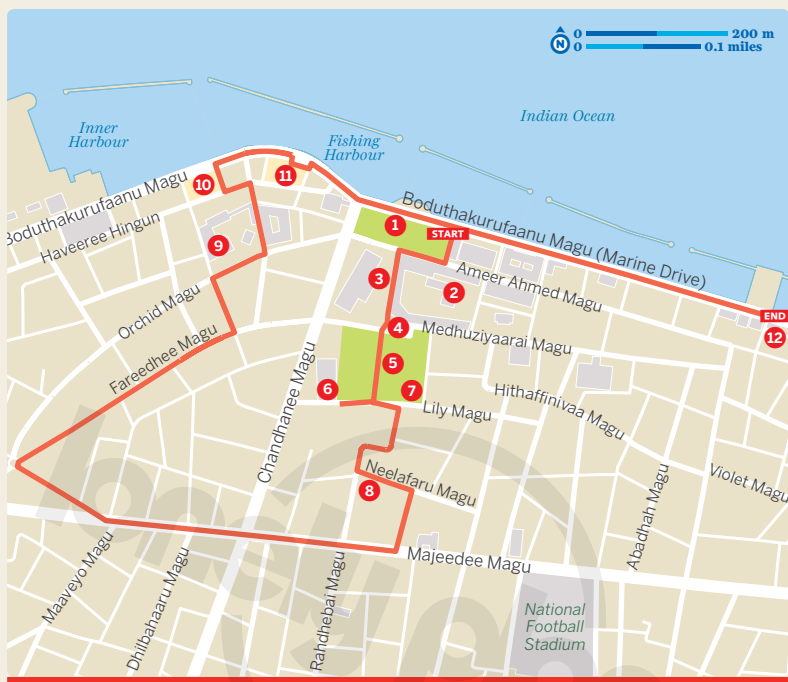 0 200 m
N
0 0.1 miles
Inner
Harbour
Fishing
Harbour
Indian Ocean
11
10
Boduthakurufaanu Magu
Haveeree Hingun
1
START
Boduthakurufaanu Magu (Marine Drive)
9
3
2
Ameer Ahmed Magu
END
12
Orchid Magu
4
Medhuziyaarai Magu
Fareedhee Magu
5
6
7
Chandhanee Magu
Lily Magu
Hithaffinivaa Magu
Neelafaru Magu
8
Violet Magu
Abadhah Magu
Majeedee Magu
Maaveyo Magu
Dhilbahaaru Magu
Rahdhebai Magu
National
Football
Stadium
lonely pla